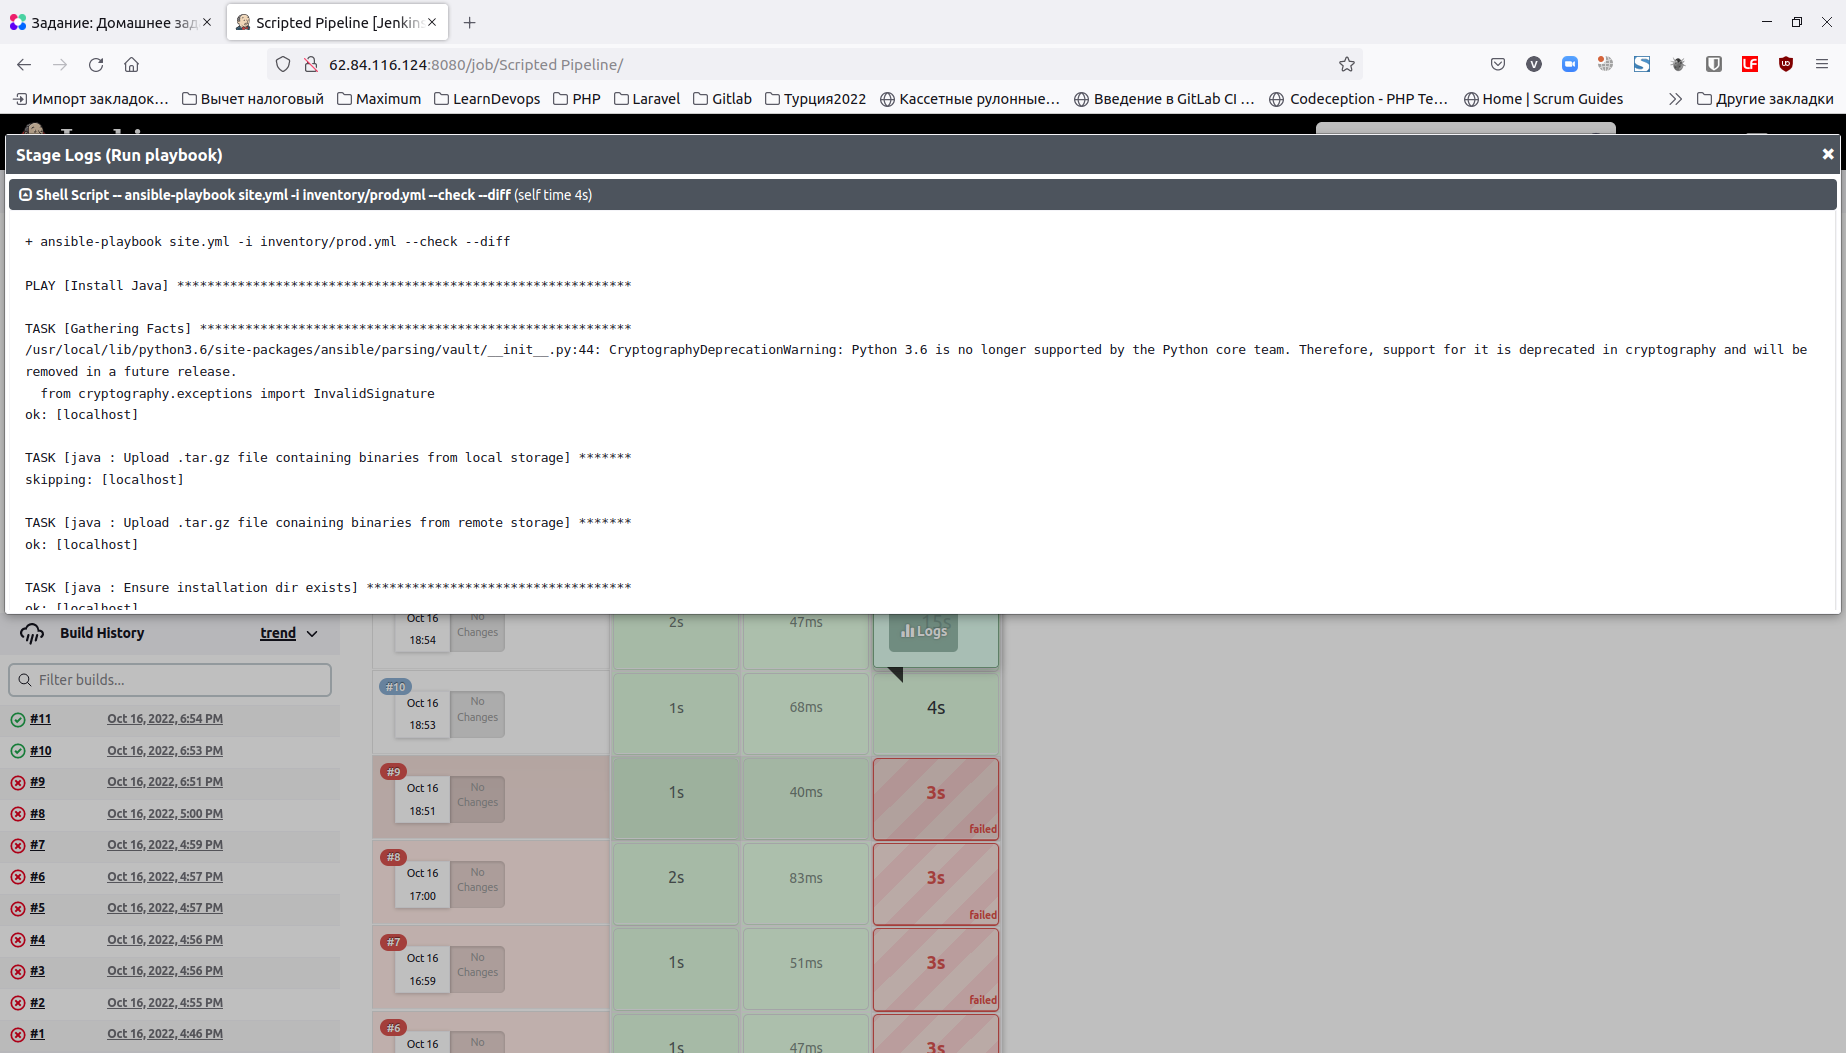 Задание: Домашнее зад
Scripted Pipeline [Jenkins
62.84.116.124:8080/job/Scripted Pipeline/
Импорт закладок… Вычет налоговый Maximum LearnDevops PHP Laravel Gitlab Турция2022 Кассетные рулонные… Введение в GitLab CI … Codeception - PHP Te… Home | Scrum Guides Другие закладки
Stage Logs (Run playbook)
Shell Script -- ansible-playbook site.yml -i inventory/prod.yml --check --diff (self time 4s)
+ ansible-playbook site.yml -i inventory/prod.yml --check --diff
PLAY [Install Java] ************************************************************
TASK [Gathering Facts] *********************************************************
/usr/local/lib/python3.6/site-packages/ansible/parsing/vault/__init__.py:44: CryptographyDeprecationWarning: Python 3.6 is no longer supported by the Python core team. Therefore, support for it is deprecated in cryptography and will be
removed in a future release.
from cryptography.exceptions import InvalidSignature
ok: [localhost]
TASK [java : Upload .tar.gz file containing binaries from local storage] *******
skipping: [localhost]
TASK [java : Upload .tar.gz file conaining binaries from remote storage] *******
ok: [localhost]
TASK [java : Ensure installation dir exists] ***********************************
ok: [localhost]
Build History trend
Filter builds...
#11 Oct 16, 2022, 6:54 PM
#10 Oct 16, 2022, 6:53 PM
#9 Oct 16, 2022, 6:51 PM
#8 Oct 16, 2022, 5:00 PM
#7 Oct 16, 2022, 4:59 PM
#6 Oct 16, 2022, 4:57 PM
#5 Oct 16, 2022, 4:57 PM
#4 Oct 16, 2022, 4:56 PM
#3 Oct 16, 2022, 4:56 PM
#2 Oct 16, 2022, 4:55 PM
#1 Oct 16, 2022, 4:46 PM
Oct 16
18:54
No
Changes
2s 47ms 15s
Logs
#10
Oct 16
18:53
No
Changes
1s 68ms 4s
#9
Oct 16
18:51
No
Changes
1s 40ms 3s
failed
#8
Oct 16
17:00
No
Changes
2s 83ms 3s
failed
#7
Oct 16
16:59
No
Changes
1s 51ms 3s
failed
#6
Oct 16
No
1s 47ms 3s